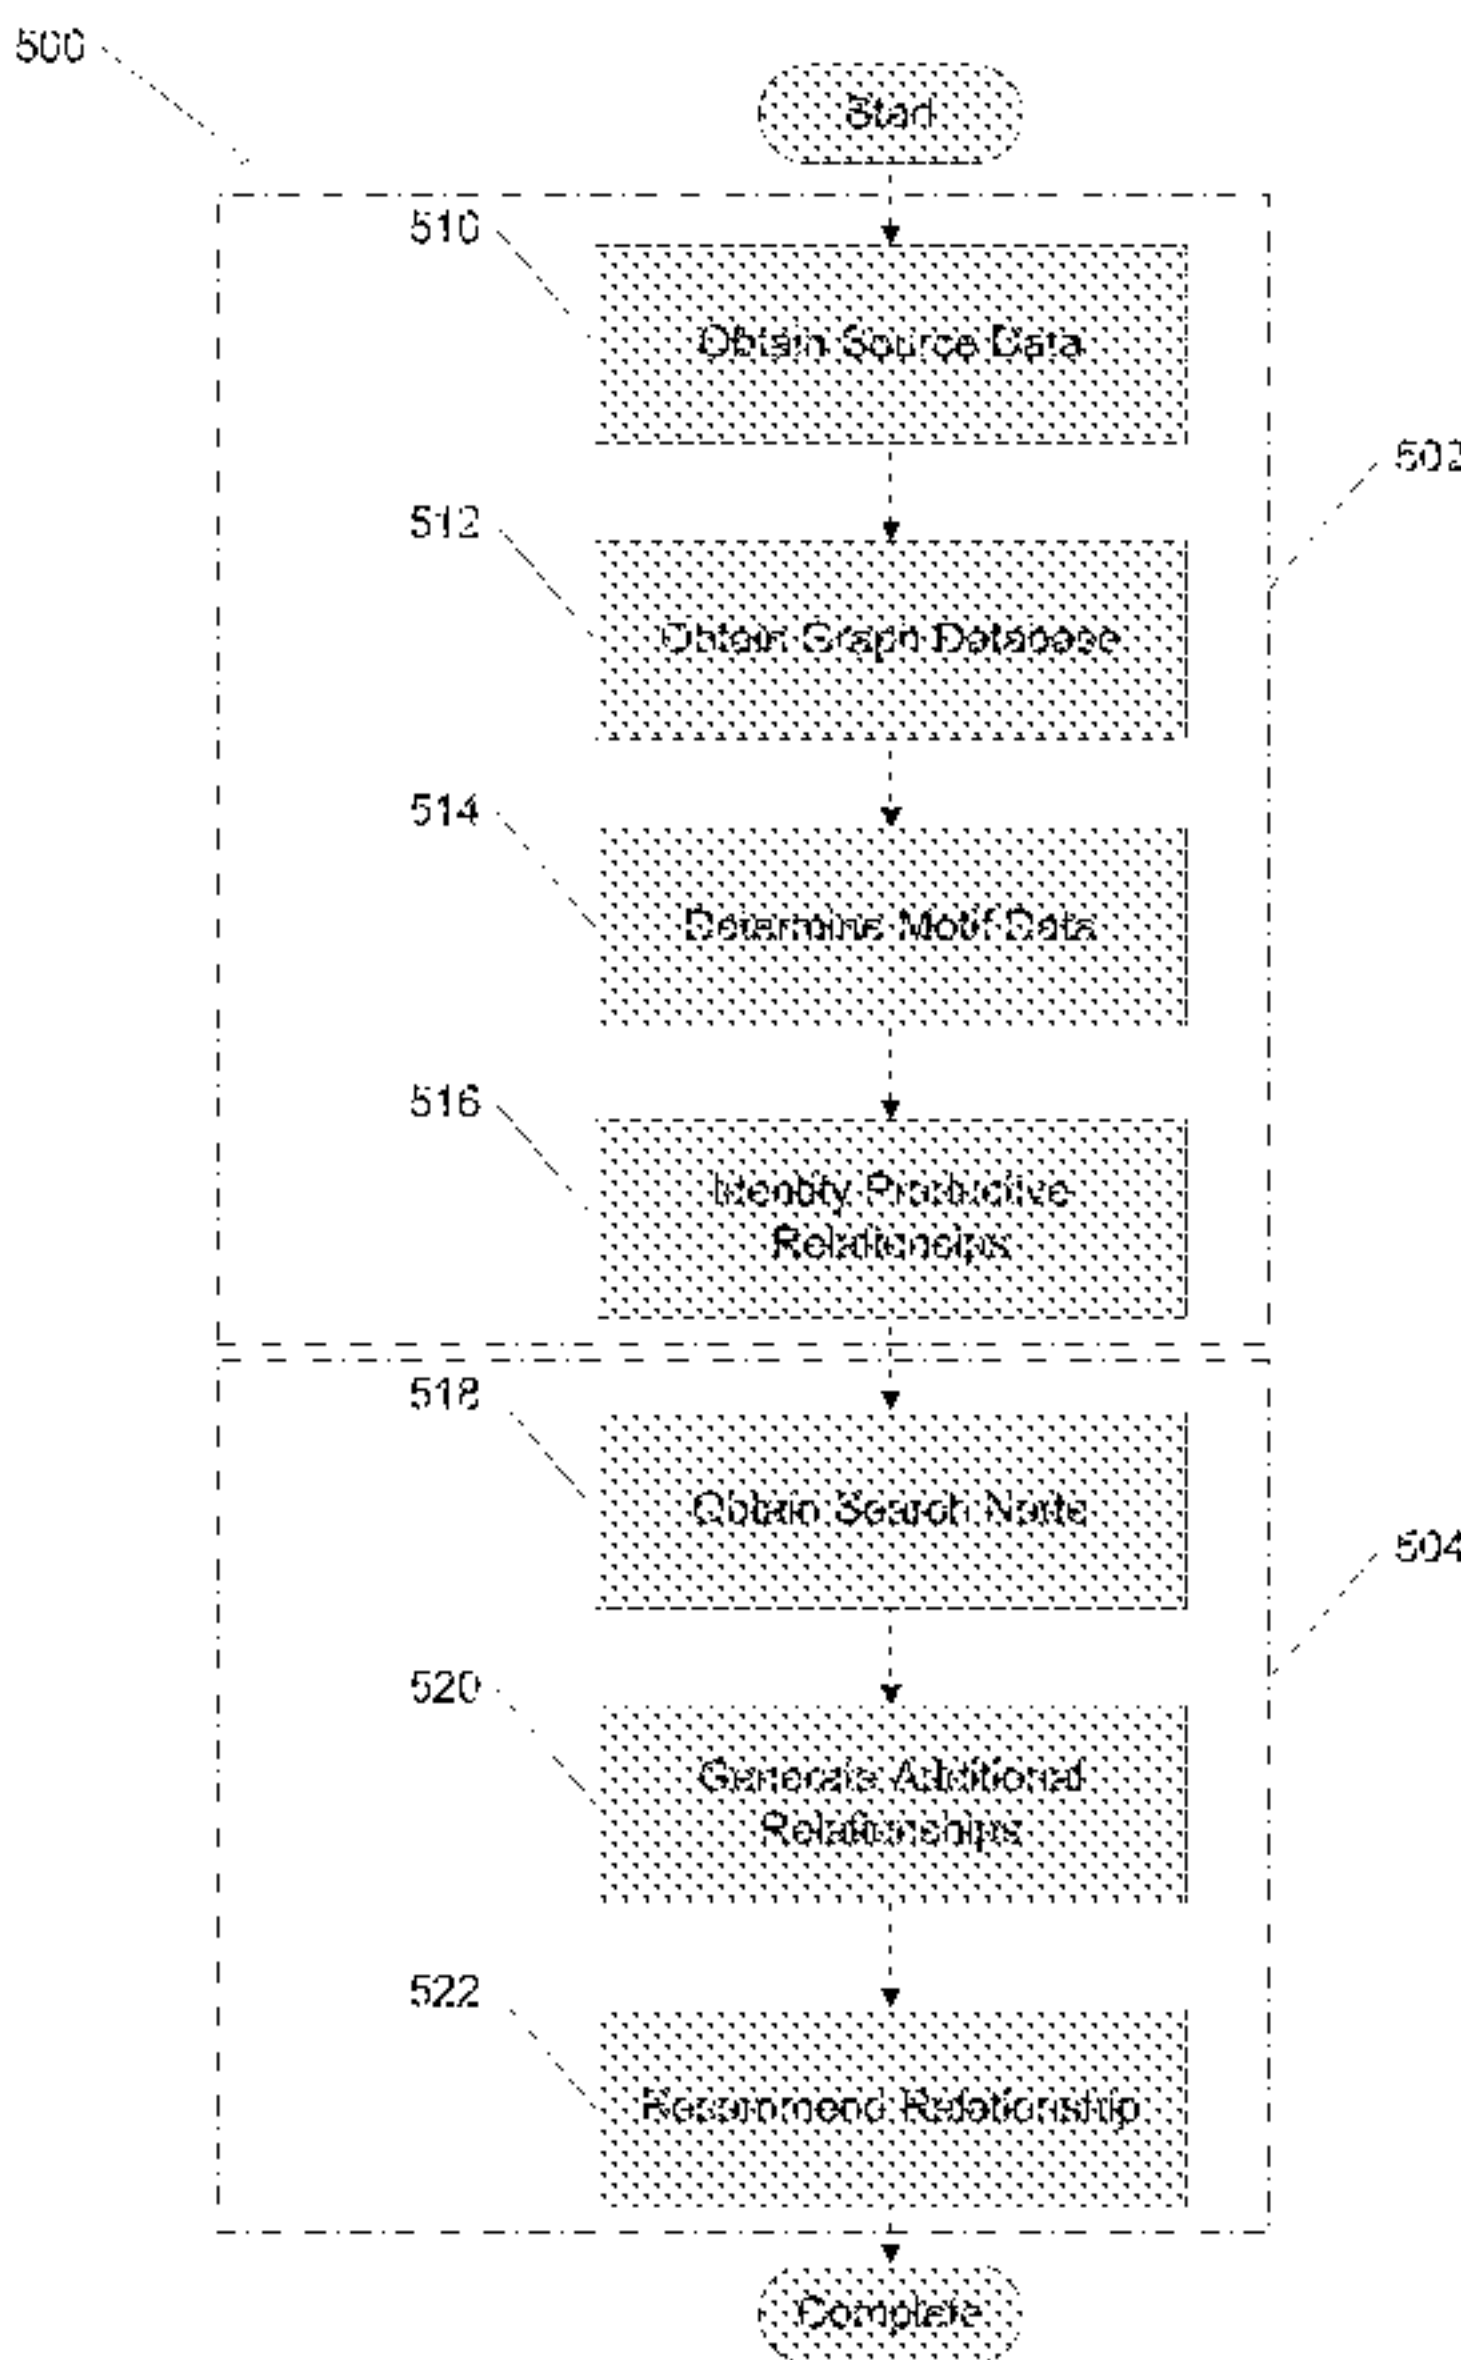 500
Start
510
Obtain Source Data
502
512
Obtain Graph Database
514
Determine Motif Data
516
Identify Productive
Relationships
518
Obtain Search Node
504
520
Generate Additional
Relationships
522
Recommend Relationship
Complete